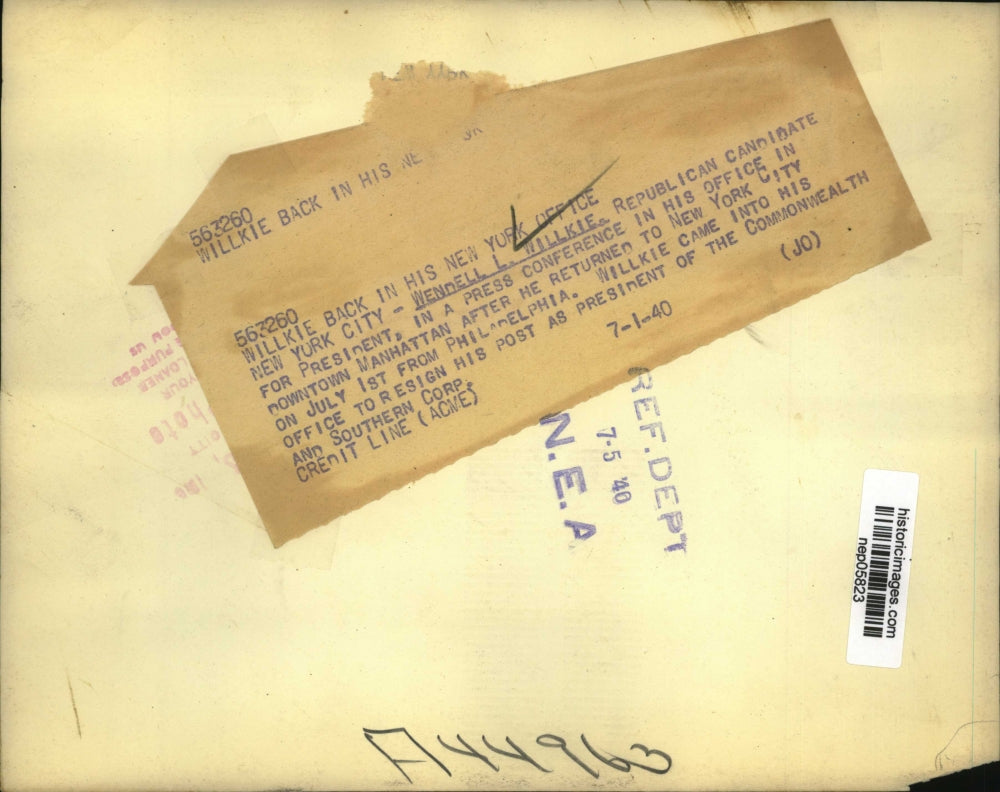 563260
WILLKIE BACK IN HIS NE
563260
WILLKIE BACK IN HIS NEW YORK OFFICE
NEW YORK CITY - WENDELL L. WILLKIE, REPUBLICAN CANDIDATE
FOR PRESIDENT, IN A PRESS CONFERENCE IN HIS OFFICE IN
DOWNTOWN MANHATTAN AFTER HE RETURNED TO NEW YORK CITY
ON JULY 1ST FROM PHILADELPHIA. WILLKIE CAME INTO HIS
OFFICE TO RESIGN HIS POST AS PRESIDENT OF THE COMMONWEALTH
AND SOUTHERN CORP.
CREDIT LINE (ACME) 7-1-40 (JO)
REF. DEPT
7-5 '40
N.E.A
historicimages.com
nep05823
A44963